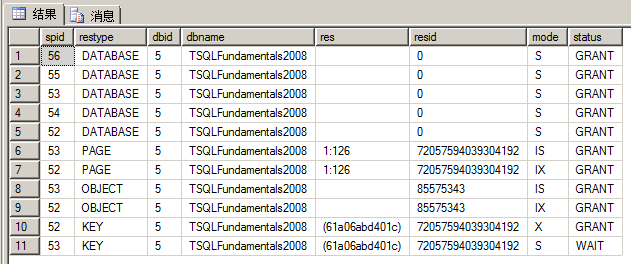 结果 消息
spid restype dbid dbname res resid mode status
1 56 DATABASE 5 TSQLFundamentals2008 0 S GRANT
2 55 DATABASE 5 TSQLFundamentals2008 0 S GRANT
3 53 DATABASE 5 TSQLFundamentals2008 0 S GRANT
4 54 DATABASE 5 TSQLFundamentals2008 0 S GRANT
5 52 DATABASE 5 TSQLFundamentals2008 0 S GRANT
6 53 PAGE 5 TSQLFundamentals2008 1:126 72057594039304192 IS GRANT
7 52 PAGE 5 TSQLFundamentals2008 1:126 72057594039304192 IX GRANT
8 53 OBJECT 5 TSQLFundamentals2008 85575343 IS GRANT
9 52 OBJECT 5 TSQLFundamentals2008 85575343 IX GRANT
10 52 KEY 5 TSQLFundamentals2008 (61a06abd401c) 72057594039304192 X GRANT
11 53 KEY 5 TSQLFundamentals2008 (61a06abd401c) 72057594039304192 S WAIT